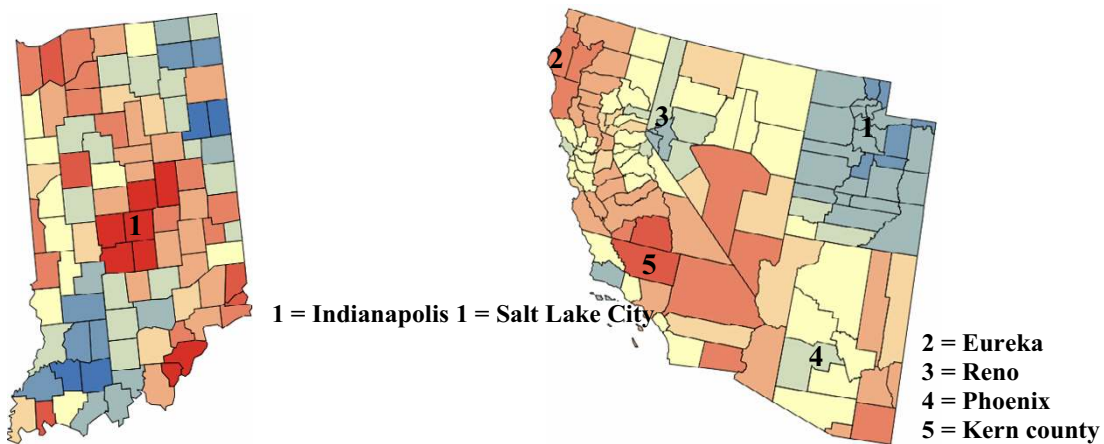 2
3
1
1
5
1 = Indianapolis 1 = Salt Lake City
4
2 = Eureka
3 = Reno
4 = Phoenix
5 = Kern county